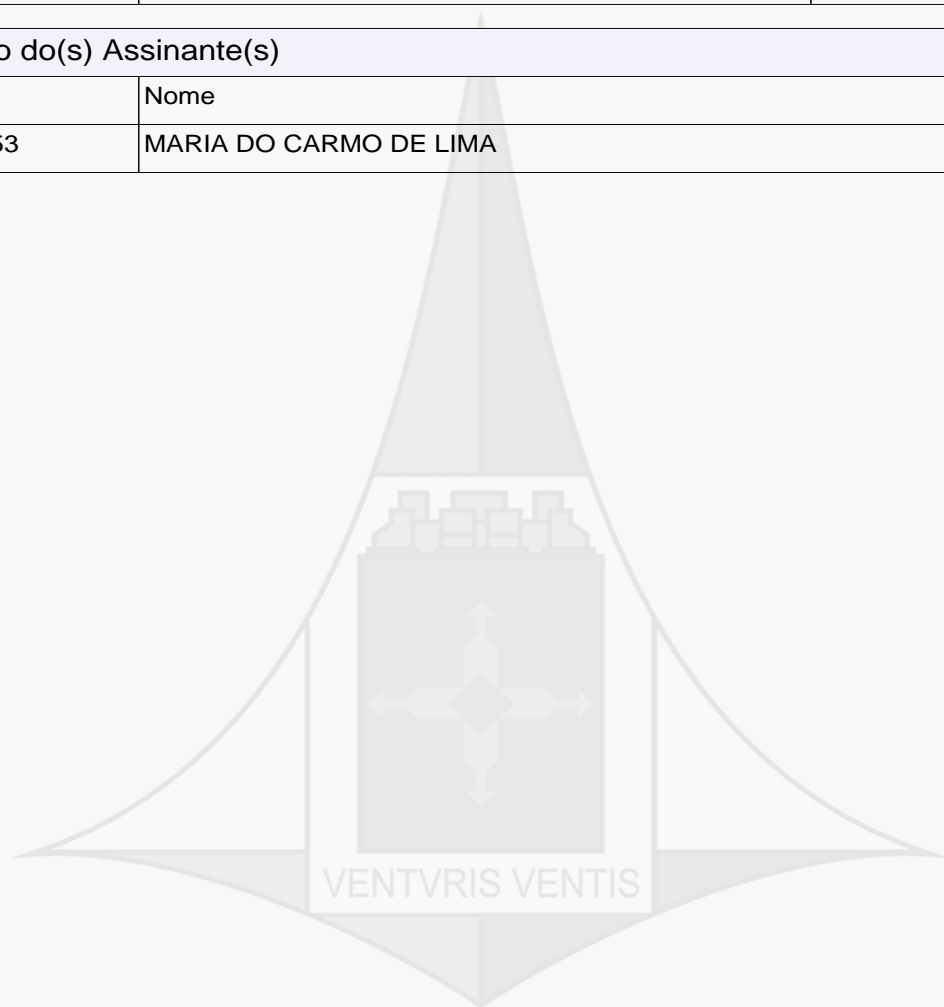 o do(s) Assinante(s)
Nome
53 MARIA DO CARMO DE LIMA
VENTVRIS VENTIS